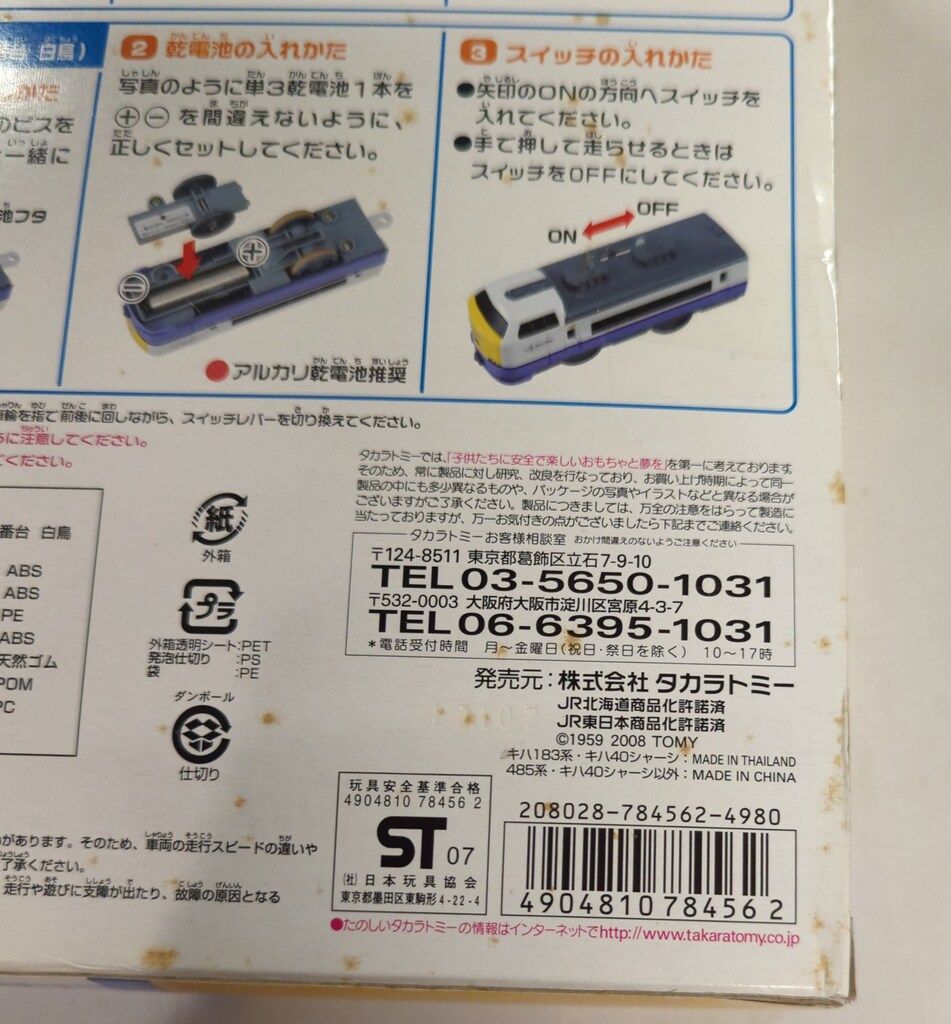 白鳥)
のビスを
一緒に
池フタ
2 乾電池の入れかた
写真のように単3乾電池1本を
⊕⊖を間違えないように、
正しくセットしてください。
⊕
⊖
●アルカリ乾電池推奨
3 スイッチの入れかた
●矢印のONの方向へスイッチを
入れてください。
●手で押して走らせるときは
スイッチをOFFにしてください。
ON
OFF
車輪を指で前後に回しながら、スイッチレバーを切り換えてください。
うに注意してください。
てください。
番台 白鳥
ABS
ABS
PE
ABS
天然ゴム
POM
PC
紙
外箱
プラ
外箱透明シート:PET
発泡仕切り :PS
袋 :PE
ダンボール
仕切り
タカラトミーでは、「子供たちに安全で楽しいおもちゃと夢を」を第一に考えております。
そのため、常に製品に対し研究、改良を行なっており、お買い上げ時期によって同一
製品の中にも多少異なるものや、パッケージの写真やイラストなどと異なる場合が
ございますがご了承ください。製品につきましては、万全の注意をはらって製造に
当たっておりますが、万一お気付きの点がございましたら下記までご連絡ください。
タカラトミーお客様相談室 おかけ間違えのないようご注意ください
〒124-8511 東京都葛飾区立石7-9-10
TEL 03-5650-1031
〒532-0003 大阪府大阪市淀川区宮原4-3-7
TEL 06-6395-1031
*電話受付時間 月〜金曜日(祝日・祭日を除く) 10〜17時
発売元:株式会社 タカラトミー
JR北海道商品化許諾済
JR東日本商品化許諾済
©1959 2008 TOMY
キハ183系・キハ40シャーシ:MADE IN THAILAND
485系・キハ40シャーシ以外:MADE IN CHINA
玩具安全基準合格
4904810 78456 2
ST 07
(社)日本玩具協会
東京都墨田区東駒形4-22-4
208028-784562-4980
4904810784562
があります。そのため、車両の走行スピードの違いや
了承ください。
走行や遊びに支障が出たり、故障の原因となる
●たのしいタカラトミーの情報はインターネットでhttp://www.takaratomy.co.jp